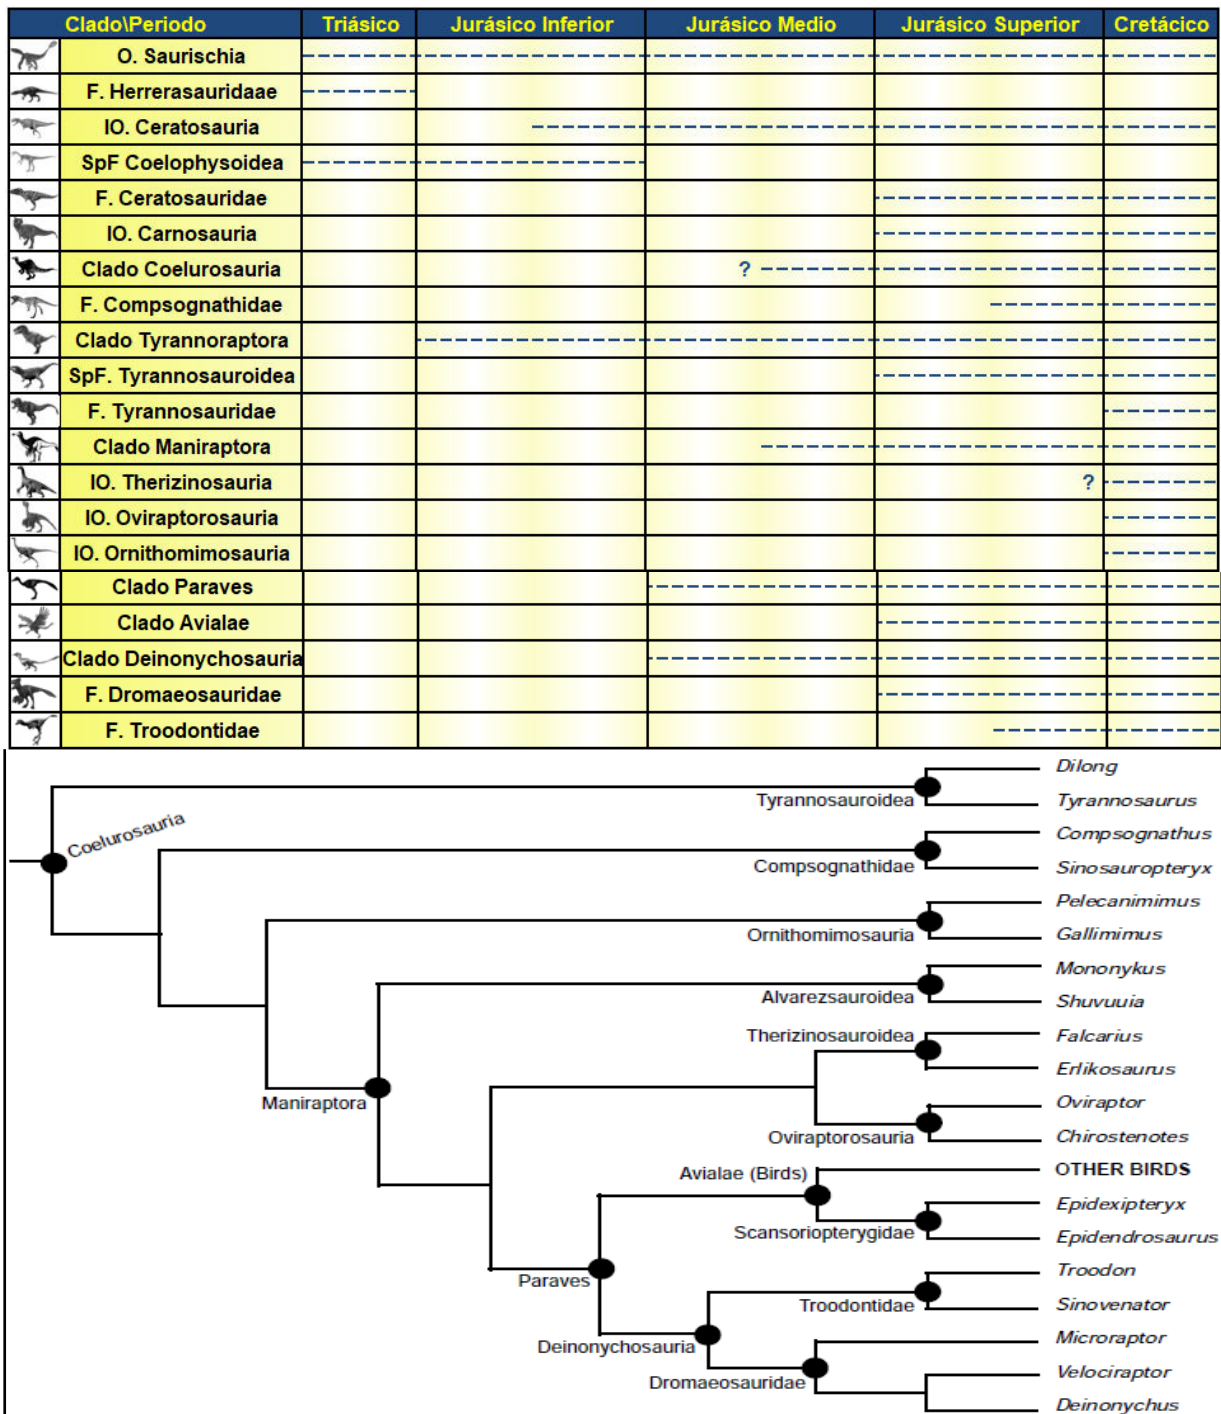 Clado\Periodo Triásico Jurásico Inferior Jurásico Medio Jurásico Superior Cretácico
O. Saurischia
F. Herrerasauridaae
IO. Ceratosauria
SpF Coelophysoidea
F. Ceratosauridae
IO. Carnosauria
Clado Coelurosauria ?
F. Compsognathidae
Clado Tyrannoraptora
SpF. Tyrannosauroidea
F. Tyrannosauridae
Clado Maniraptora
IO. Therizinosauria ?
IO. Oviraptorosauria
IO. Ornithomimosauria
Clado Paraves
Clado Avialae
Clado Deinonychosauria
F. Dromaeosauridae
F. Troodontidae
Dilong
Tyrannosauroidea
Tyrannosaurus
Coelurosauria
Compsognathus
Compsognathidae
Sinosauropteryx
Pelecanimimus
Ornithomimosauria
Gallimimus
Mononykus
Alvarezsauroidea
Shuvuuia
Therizinosauroidea
Falcarius
Erlikosaurus
Maniraptora
Oviraptor
Oviraptorosauria
Chirostenotes
Avialae (Birds)
OTHER BIRDS
Epidexipteryx
Scansoriopterygidae
Epidendrosaurus
Paraves
Troodon
Troodontidae
Sinovenator
Deinonychosauria
Microraptor
Dromaeosauridae
Velociraptor
Deinonychus